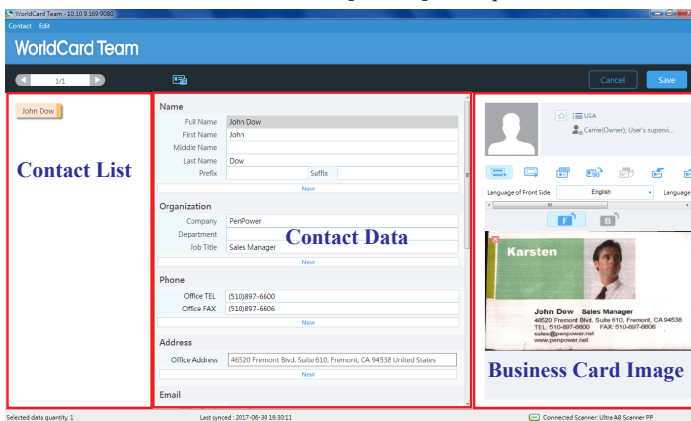 WorldCard Team - 10.10.9.169:9080
Contact Edit
WorldCard Team
1/1
Cancel
Save
John Dow
Contact List
Name
Full Name John Dow
First Name John
Middle Name
Last Name Dow
Prefix Suffix
New
Organization
Company PenPower
Department
Job Title Sales Manager
Contact Data
New
Phone
Office TEL (510)897-6600
Office FAX (510)897-6606
New
Address
Office Address 46520 Fremont Blvd. Suite 610, Fremont, CA 94538 United States
New
Email
USA
Carrie(Owner); User's supervi...
Language of Front Side English Language
F B
Karsten
John Dow Sales Manager
46520 Fremont Blvd, Suite 610, Fremont, CA94538
TEL: 510-897-6600 FAX: 510-897-6606
sales@penpower.net
www.penpower.net
Business Card Image
Selected data quantity: 1
Last synced : 2017-06-30 16:30:11
Connected Scanner: Ultra A8 Scanner PP